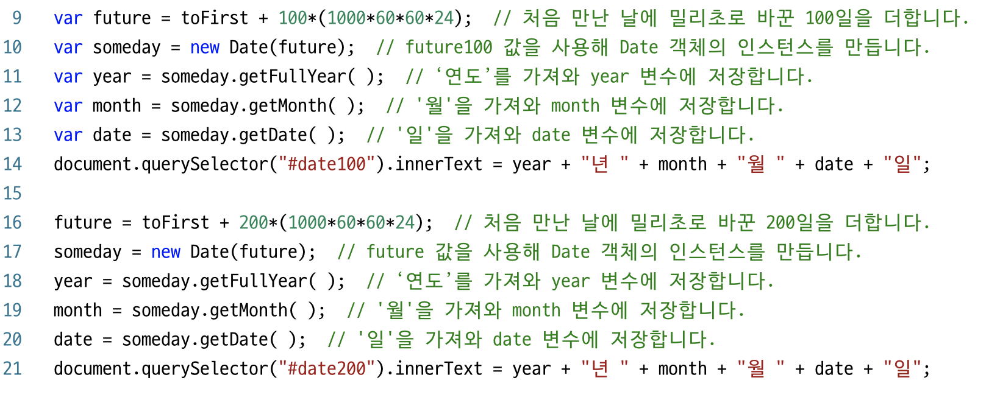 9 var future = toFirst + 100*(1000*60*60*24); // 처음 만난 날에 밀리초로 바꾼 100일을 더합니다.
10 var someday = new Date(future); // future100 값을 사용해 Date 객체의 인스턴스를 만듭니다.
11 var year = someday.getFullYear( ); // ‘연도’를 가져와 year 변수에 저장합니다.
12 var month = someday.getMonth( ); // '월'을 가져와 month 변수에 저장합니다.
13 var date = someday.getDate( ); // '일'을 가져와 date 변수에 저장합니다.
14 document.querySelector("#date100").innerText = year + "년 " + month + "월 " + date + "일";
15
16 future = toFirst + 200*(1000*60*60*24); // 처음 만난 날에 밀리초로 바꾼 200일을 더합니다.
17 someday = new Date(future); // future 값을 사용해 Date 객체의 인스턴스를 만듭니다.
18 year = someday.getFullYear( ); // ‘연도’를 가져와 year 변수에 저장합니다.
19 month = someday.getMonth( ); // '월'을 가져와 month 변수에 저장합니다.
20 date = someday.getDate( ); // '일'을 가져와 date 변수에 저장합니다.
21 document.querySelector("#date200").innerText = year + "년 " + month + "월 " + date + "일";